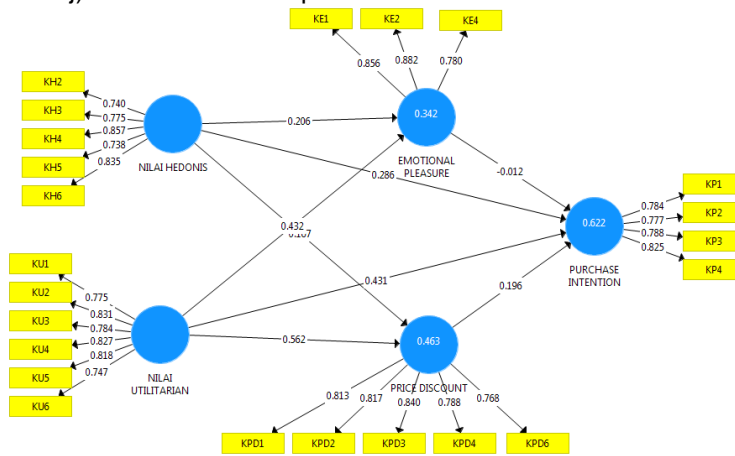 KE1
KE2
KE4
0.856
0.882
0.780
KH2
KH3
KH4
KH5
KH6
0.740
0.775
0.857
0.738
0.835
NILAI HEDONIS
0.206
0.342
EMOTIONAL
PLEASURE
-0.012
0.286
0.432
KP1
KP2
KP3
KP4
0.784
0.777
0.788
0.825
0.622
PURCHASE
INTENTION
KU1
KU2
KU3
KU4
KU5
KU6
0.775
0.831
0.784
0.827
0.818
0.747
NILAI
UTILITARIAN
0.431
0.196
0.562
0.463
PRICE DISCOUNT
0.813
0.817
0.840
0.788
0.768
KPD1
KPD2
KPD3
KPD4
KPD6